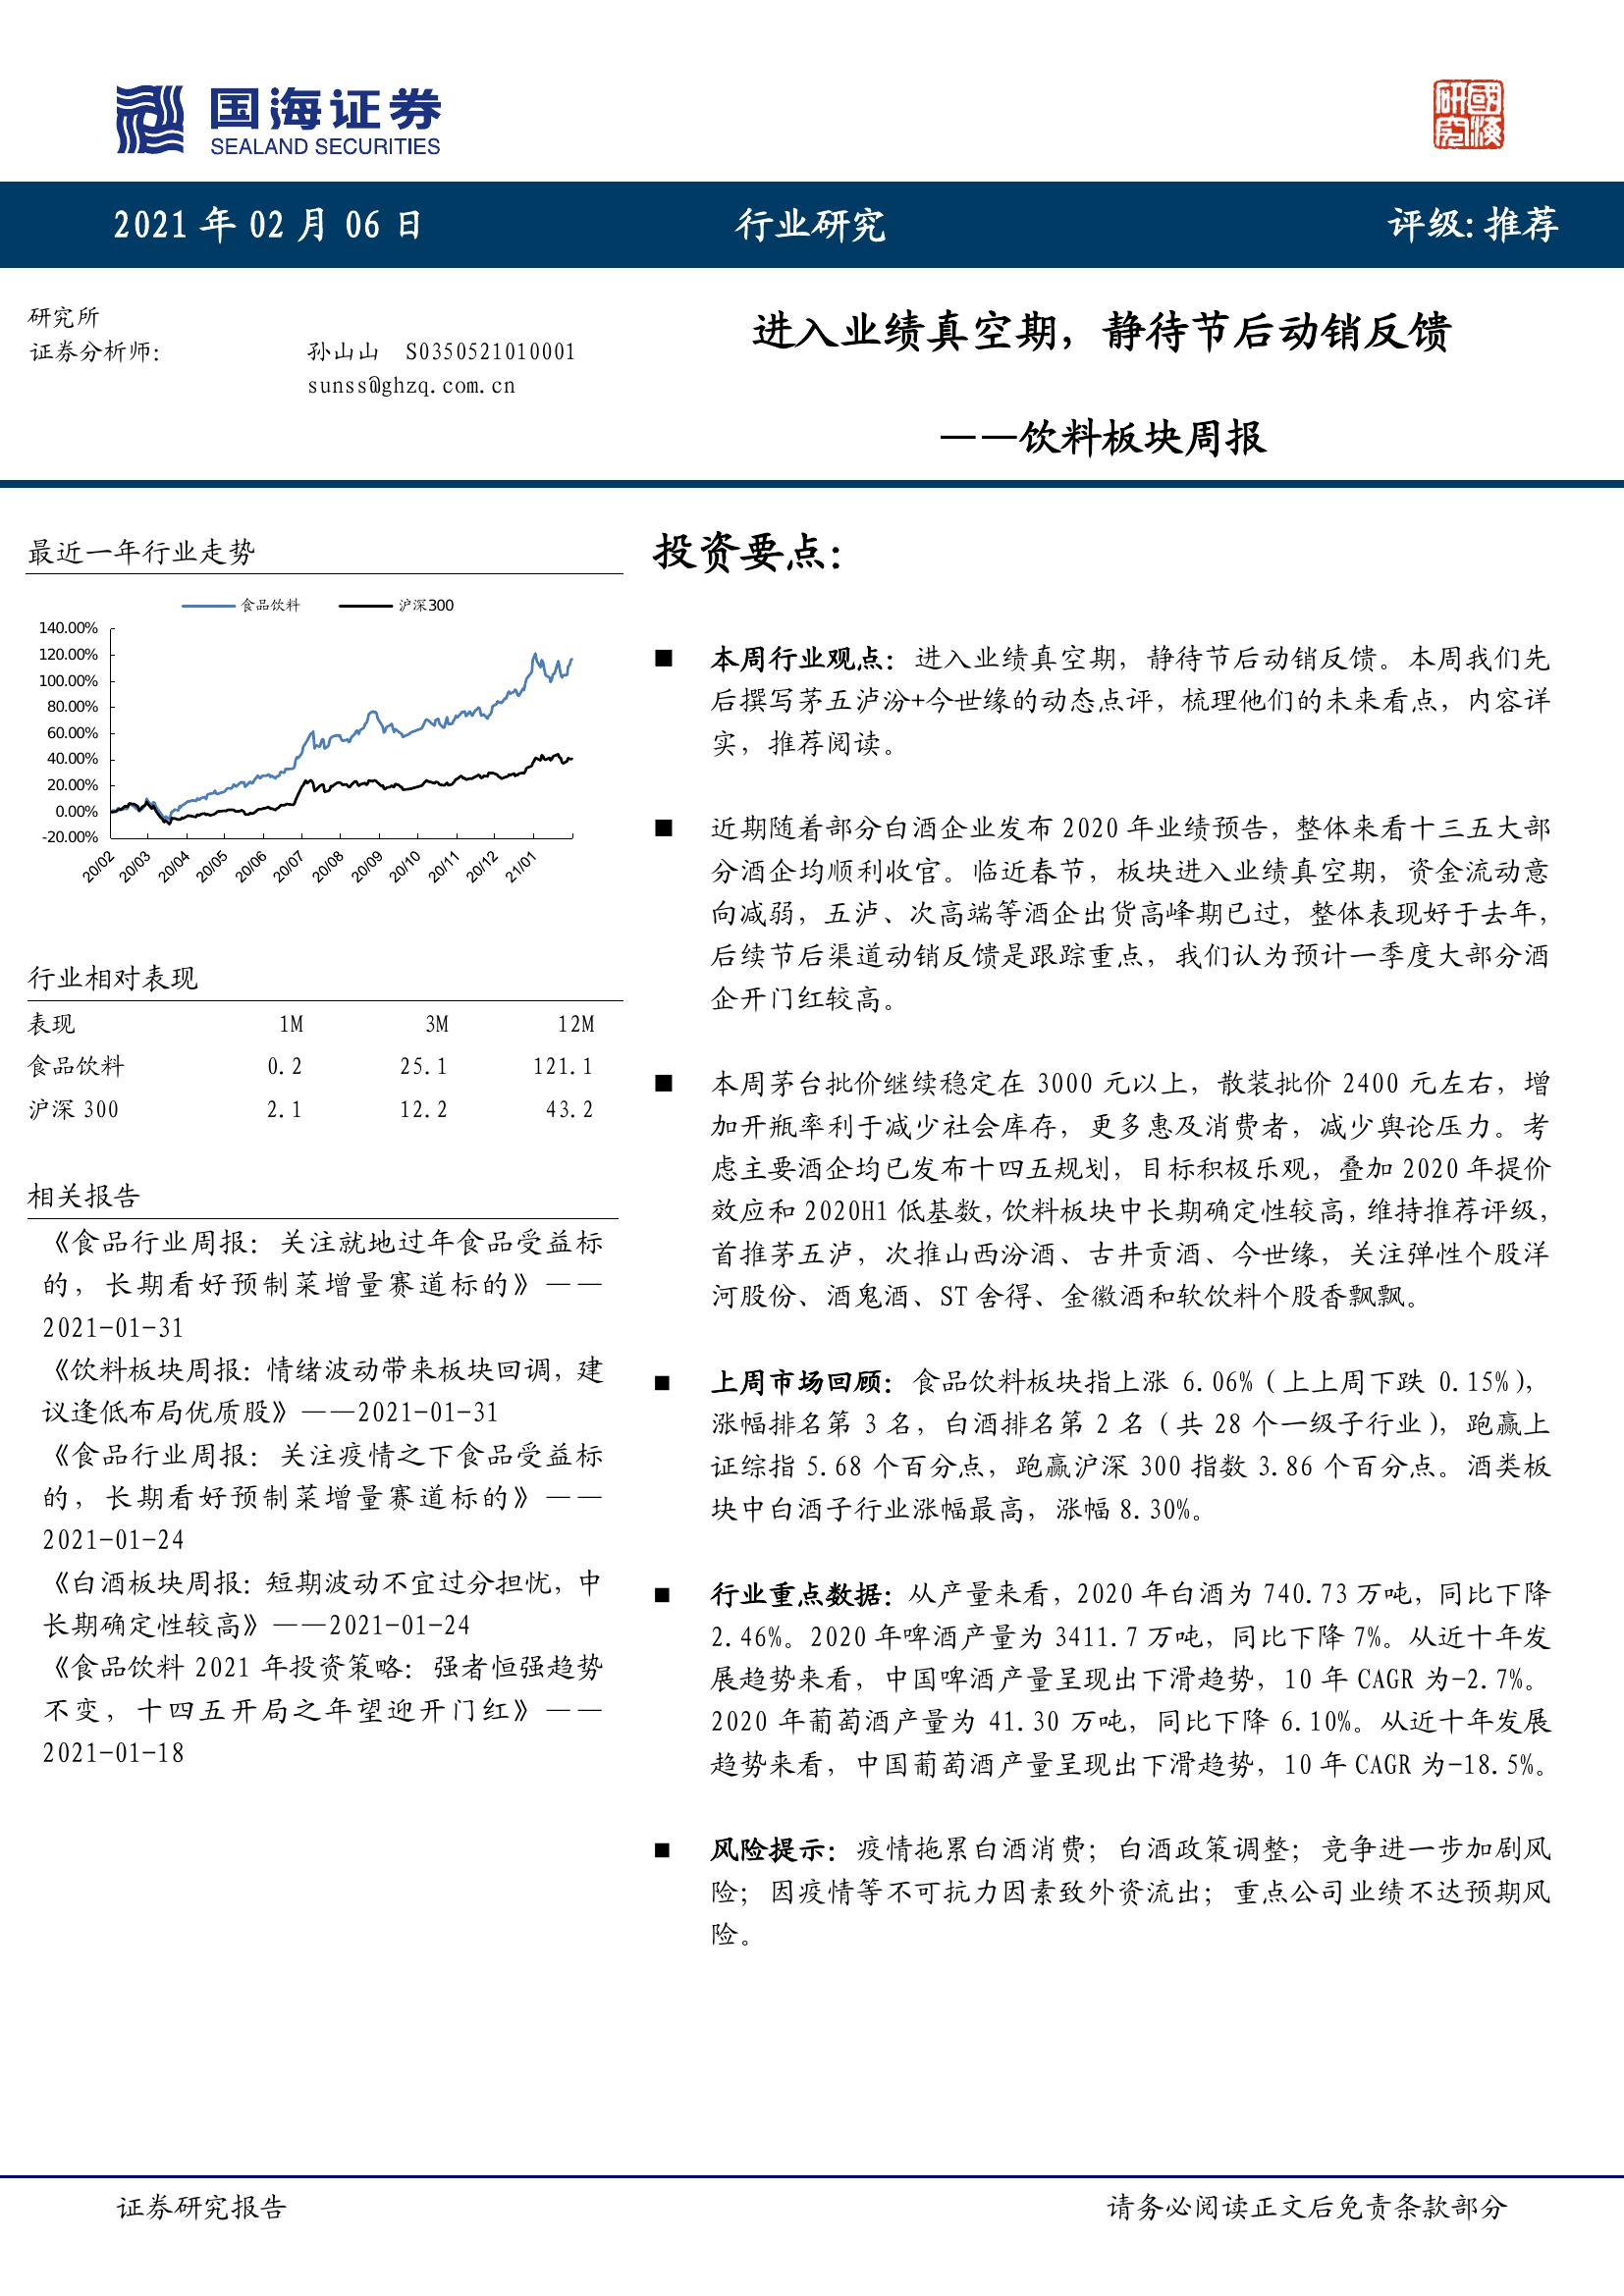 国海证券
SEALAND SECURITIES
國海研究
2021 年 02 月 06 日
行业研究
评级:推荐
研究所
证券分析师:
孙山山 S0350521010001
sunss@ghzq.com.cn
进入业绩真空期，静待节后动销反馈
——饮料板块周报
最近一年行业走势
食品饮料
沪深300
140.00%
120.00%
100.00%
80.00%
60.00%
40.00%
20.00%
0.00%
-20.00%
20/02
20/03
20/04
20/05
20/06
20/07
20/08
20/09
20/10
20/11
20/12
21/01
行业相对表现
表现 1M 3M 12M
食品饮料 0.2 25.1 121.1
沪深 300 2.1 12.2 43.2
相关报告
《食品行业周报：关注就地过年食品受益标
的，长期看好预制菜增量赛道标的》——
2021-01-31
《饮料板块周报：情绪波动带来板块回调，建
议逢低布局优质股》——2021-01-31
《食品行业周报：关注疫情之下食品受益标
的，长期看好预制菜增量赛道标的》——
2021-01-24
《白酒板块周报：短期波动不宜过分担忧，中
长期确定性较高》——2021-01-24
《食品饮料 2021 年投资策略：强者恒强趋势
不变，十四五开局之年望迎开门红》——
2021-01-18
投资要点：
■ 本周行业观点：进入业绩真空期，静待节后动销反馈。本周我们先
后撰写茅五泸汾+今世缘的动态点评，梳理他们的未来看点，内容详
实，推荐阅读。
■ 近期随着部分白酒企业发布 2020 年业绩预告，整体来看十三五大部
分酒企均顺利收官。临近春节，板块进入业绩真空期，资金流动意
向减弱，五泸、次高端等酒企出货高峰期已过，整体表现好于去年，
后续节后渠道动销反馈是跟踪重点，我们认为预计一季度大部分酒
企开门红较高。
■ 本周茅台批价继续稳定在 3000 元以上，散装批价 2400 元左右，增
加开瓶率利于减少社会库存，更多惠及消费者，减少舆论压力。考
虑主要酒企均已发布十四五规划，目标积极乐观，叠加 2020 年提价
效应和 2020H1 低基数，饮料板块中长期确定性较高，维持推荐评级，
首推茅五泸，次推山西汾酒、古井贡酒、今世缘，关注弹性个股洋
河股份、酒鬼酒、ST 舍得、金徽酒和软饮料个股香飘飘。
■ 上周市场回顾：食品饮料板块指上涨 6.06%（上上周下跌 0.15%），
涨幅排名第 3 名，白酒排名第 2 名（共 28 个一级子行业），跑赢上
证综指 5.68 个百分点，跑赢沪深 300 指数 3.86 个百分点。酒类板
块中白酒子行业涨幅最高，涨幅 8.30%。
■ 行业重点数据：从产量来看，2020 年白酒为 740.73 万吨，同比下降
2.46%。2020 年啤酒产量为 3411.7 万吨，同比下降 7%。从近十年发
展趋势来看，中国啤酒产量呈现出下滑趋势，10 年 CAGR 为-2.7%。
2020 年葡萄酒产量为 41.30 万吨，同比下降 6.10%。从近十年发展
趋势来看，中国葡萄酒产量呈现出下滑趋势，10 年 CAGR 为-18.5%。
■ 风险提示：疫情拖累白酒消费；白酒政策调整；竞争进一步加剧风
险；因疫情等不可抗力因素致外资流出；重点公司业绩不达预期风
险。
证券研究报告
请务必阅读正文后免责条款部分